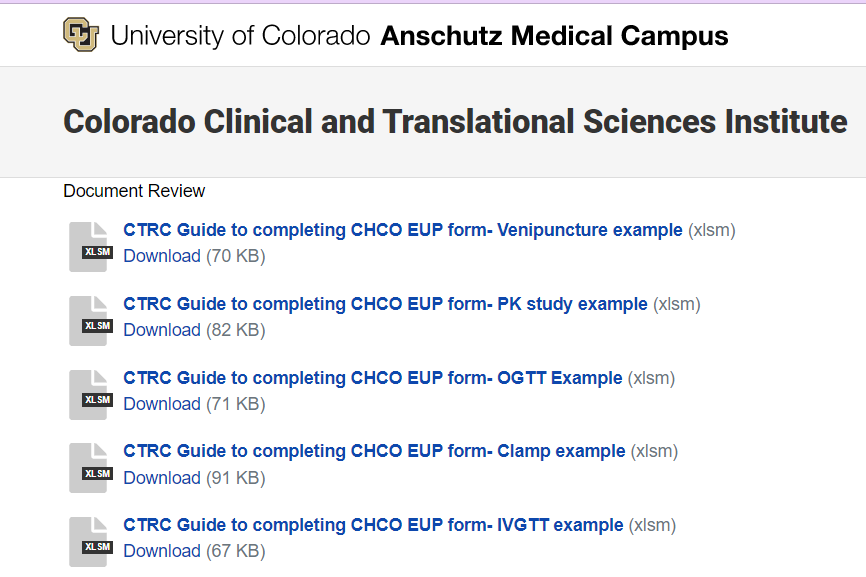 University of Colorado Anschutz Medical Campus
Colorado Clinical and Translational Sciences Institute
Document Review
CTRC Guide to completing CHCO EUP form- Venipuncture example (xlsm)
XLSM
Download (70 KB)
CTRC Guide to completing CHCO EUP form- PK study example (xlsm)
XLSM
Download (82 KB)
CTRC Guide to completing CHCO EUP form- OGTT Example (xlsm)
XLSM
Download (71 KB)
CTRC Guide to completing CHCO EUP form- Clamp example (xlsm)
XLSM
Download (91 KB)
CTRC Guide to completing CHCO EUP form- IVGTT example (xlsm)
XLSM
Download (67 KB)